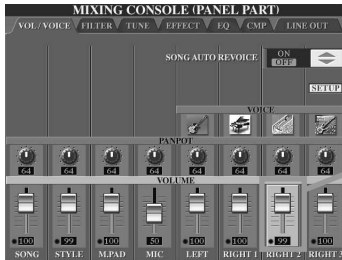 MIXING CONSOLE (PANEL PART)
VOL / VOICE FILTER TUNE EFFECT EQ CMP LINE OUT
SONG AUTO REVOICE ON
OFF
SETUP
VOICE
PANPOT
64 64 64 64 64 64 64 64
VOLUME
100 99 100 50 100 100 99 100
SONG STYLE M.PAD MIC LEFT RIGHT 1 RIGHT 2 RIGHT 3